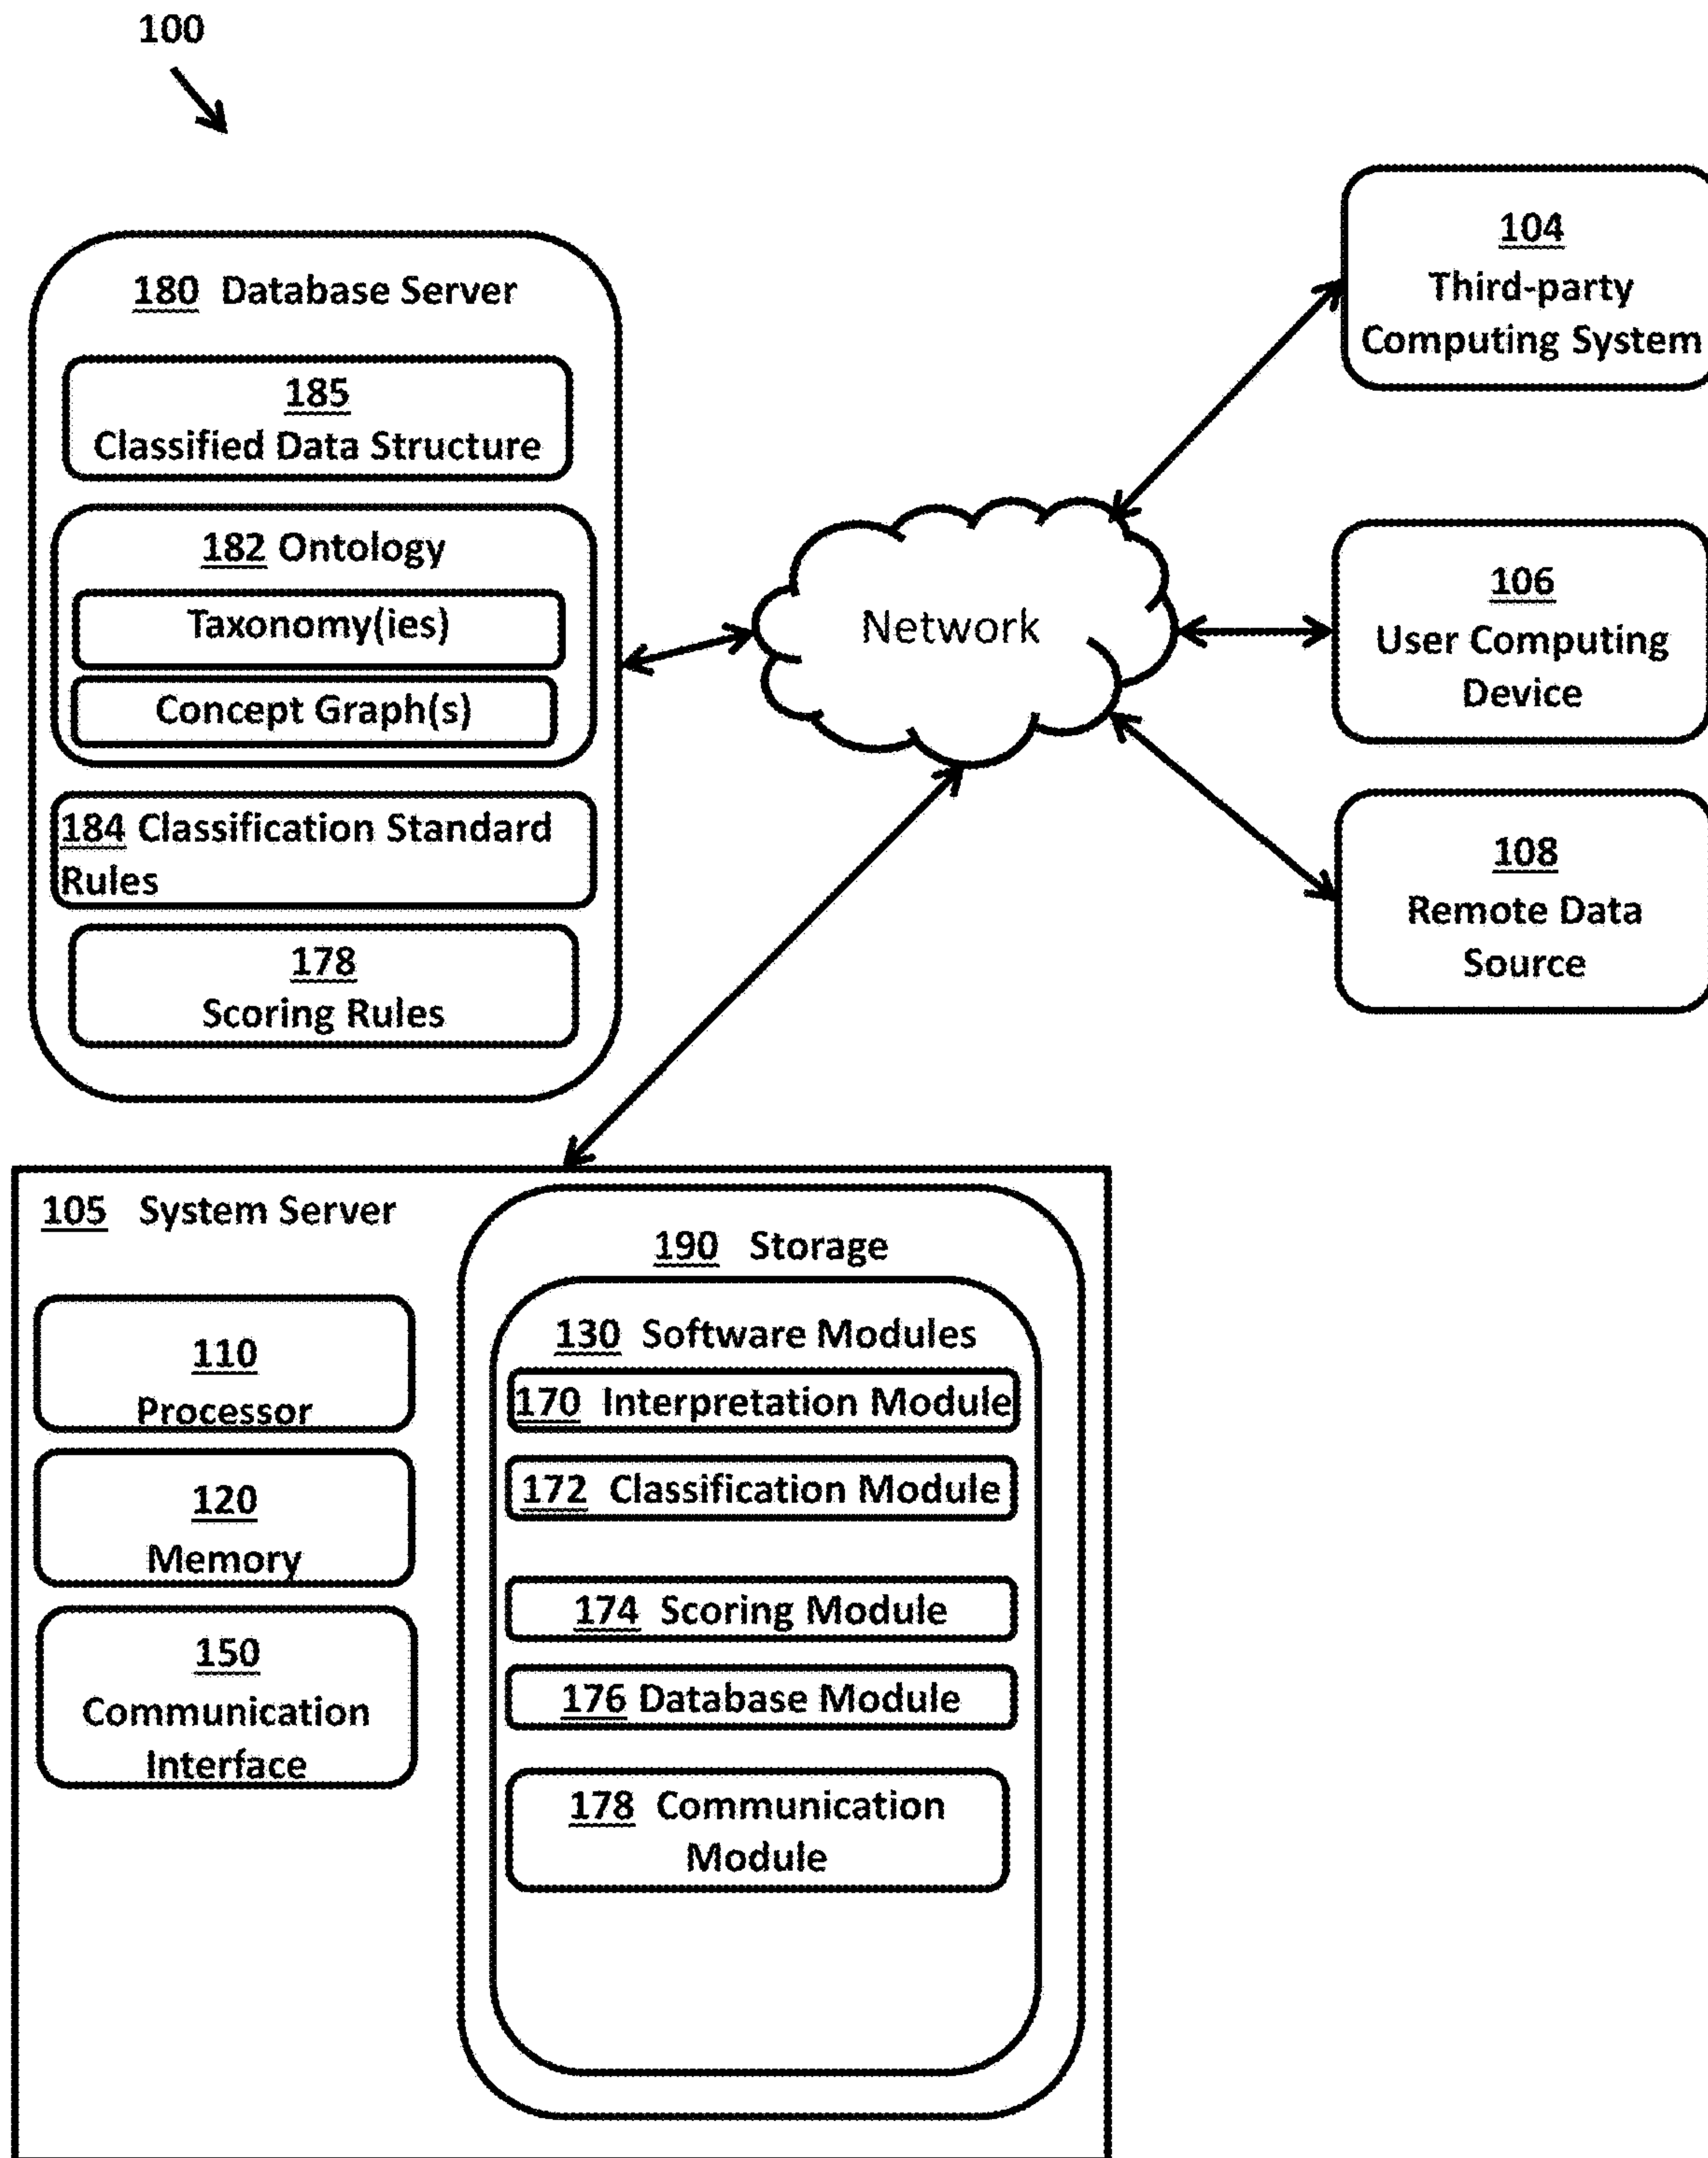 100
180 Database Server
185
Classified Data Structure
182 Ontology
Taxonomy(ies)
Concept Graph(s)
184 Classification Standard
Rules
178
Scoring Rules
Network
104
Third-party
Computing System
106
User Computing
Device
108
Remote Data
Source
105 System Server
110
Processor
120
Memory
150
Communication
Interface
190 Storage
130 Software Modules
170 Interpretation Module
172 Classification Module
174 Scoring Module
176 Database Module
178 Communication
Module